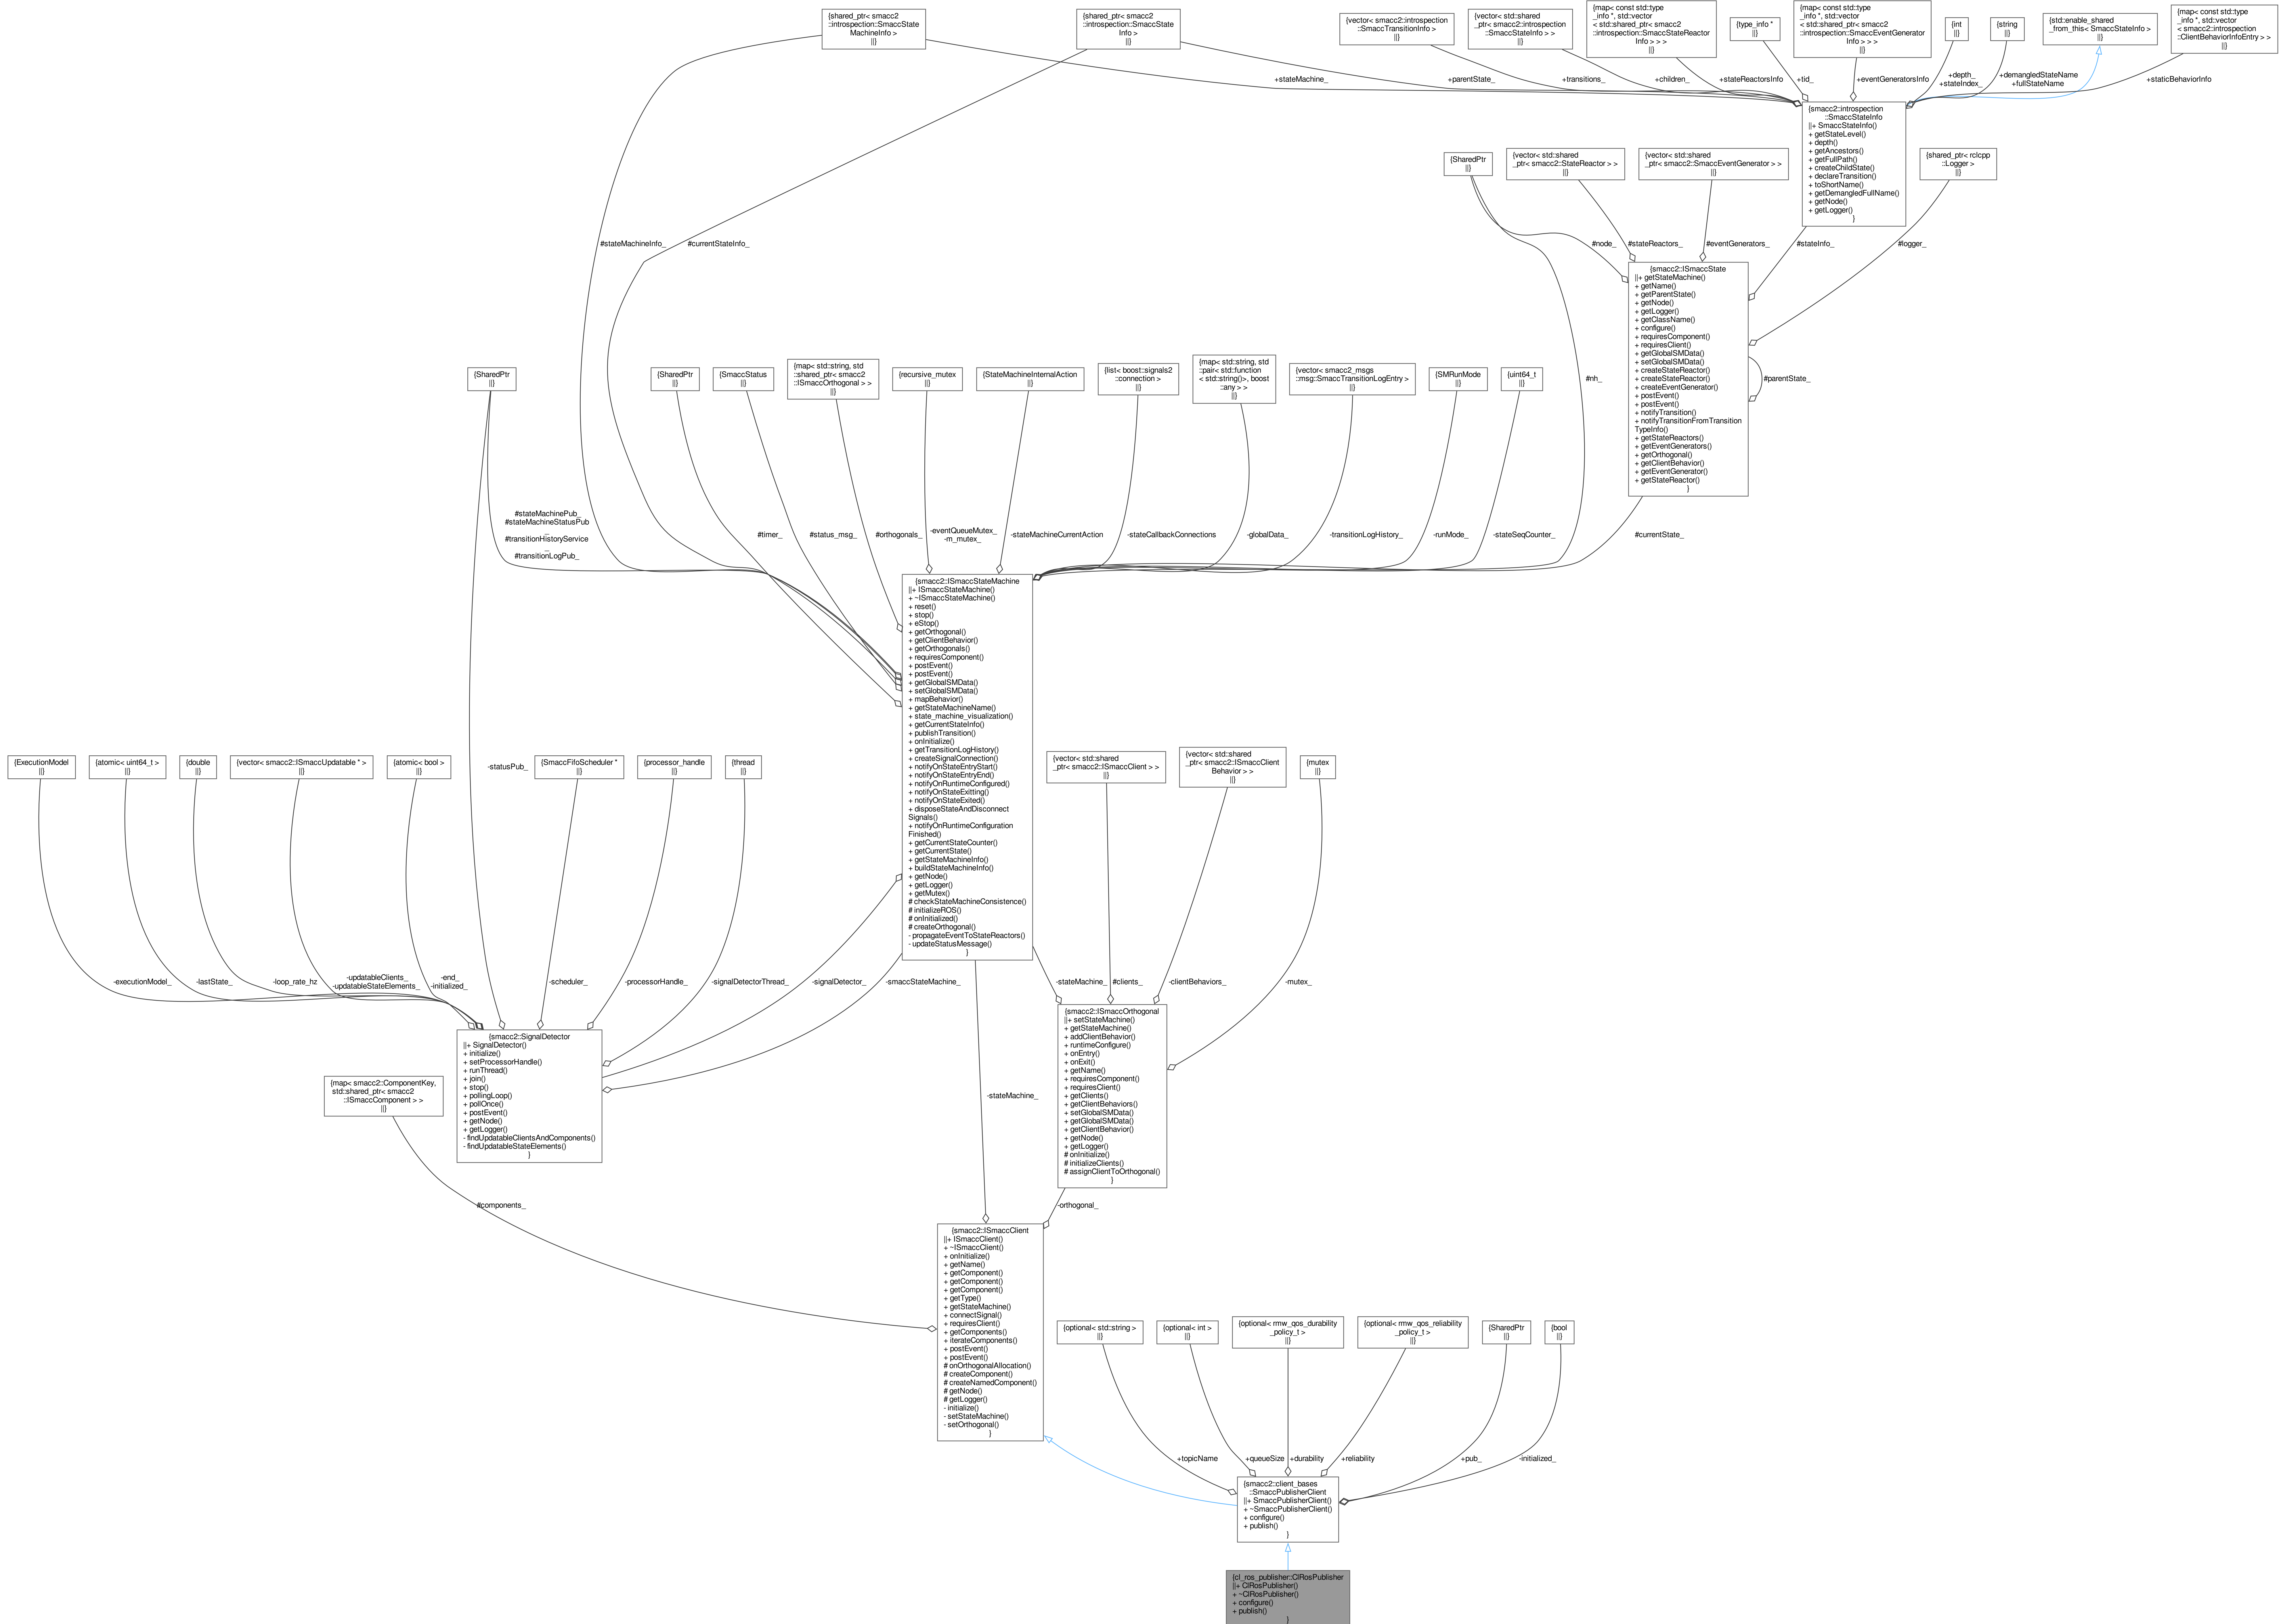 {shared_ptr< smacc2
::introspection::SmaccState
MachineInfo >
||}
{shared_ptr< smacc2
::introspection::SmaccState
Info >
||}
{vector< smacc2::introspection
::SmaccTransitionInfo >
||}
{vector< std::shared
_ptr< smacc2::introspection
::SmaccStateInfo > >
||}
{map< const std::type
_info *, std::vector
< std::shared_ptr< smacc2
::introspection::SmaccStateReactor
Info > > >
||}
{type_info *
||}
{map< const std::type
_info *, std::vector
< std::shared_ptr< smacc2
::introspection::SmaccEventGenerator
Info > > >
||}
{int
||}
{string
||}
{std::enable_shared
_from_this< SmaccStateInfo >
||}
{map< const std::type
_info *, std::vector
< smacc2::introspection
::ClientBehaviorInfoEntry > >
||}
+stateMachine_
+parentState_
+transitions_
+children_
+stateReactorsInfo
+tid_
+eventGeneratorsInfo
+depth_
+stateIndex_
+demangledStateName
+fullStateName
+staticBehaviorInfo
{smacc2::introspection
::SmaccStateInfo
||+ SmaccStateInfo()
+ getStateLevel()
+ depth()
+ getAncestors()
+ getFullPath()
+ createChildState()
+ declareTransition()
+ toShortName()
+ getDemangledFullName()
+ getNode()
+ getLogger()
}
{SharedPtr
||}
{vector< std::shared
_ptr< smacc2::StateReactor > >
||}
{vector< std::shared
_ptr< smacc2::SmaccEventGenerator > >
||}
{shared_ptr< rclcpp
::Logger >
||}
#stateMachineInfo_
#currentStateInfo_
#node_
#stateReactors_
#eventGenerators_
#stateInfo_
#logger_
{smacc2::ISmaccState
||+ getStateMachine()
+ getName()
+ getParentState()
+ getNode()
+ getLogger()
+ getClassName()
+ configure()
+ requiresComponent()
+ requiresClient()
+ getGlobalSMData()
+ setGlobalSMData()
+ createStateReactor()
+ createStateReactor()
+ createEventGenerator()
+ postEvent()
+ postEvent()
+ notifyTransition()
+ notifyTransitionFromTransition
TypeInfo()
+ getStateReactors()
+ getEventGenerators()
+ getOrthogonal()
+ getClientBehavior()
+ getEventGenerator()
+ getStateReactor()
}
#parentState_
#nh_
{SharedPtr
||}
{SharedPtr
||}
{SmaccStatus
||}
{map< std::string, std
::shared_ptr< smacc2
::ISmaccOrthogonal > >
||}
{recursive_mutex
||}
{StateMachineInternalAction
||}
{list< boost::signals2
::connection >
||}
{map< std::string, std
::pair< std::function
< std::string()>, boost
::any > >
||}
{vector< smacc2_msgs
::msg::SmaccTransitionLogEntry >
||}
{SMRunMode
||}
{uint64_t
||}
#stateMachinePub_
#stateMachineStatusPub
_
#transitionHistoryService
_
#transitionLogPub_
#timer_
#status_msg_
#orthogonals_
-eventQueueMutex_
-m_mutex_
-stateMachineCurrentAction
-stateCallbackConnections
-globalData_
-transitionLogHistory_
-runMode_
-stateSeqCounter_
#currentState_
{smacc2::ISmaccStateMachine
||+ ISmaccStateMachine()
+ ~ISmaccStateMachine()
+ reset()
+ stop()
+ eStop()
+ getOrthogonal()
+ getClientBehavior()
+ getOrthogonals()
+ requiresComponent()
+ postEvent()
+ postEvent()
+ getGlobalSMData()
+ setGlobalSMData()
+ mapBehavior()
+ getStateMachineName()
+ state_machine_visualization()
+ getCurrentStateInfo()
+ publishTransition()
+ onInitialize()
+ getTransitionLogHistory()
+ createSignalConnection()
+ notifyOnStateEntryStart()
+ notifyOnStateEntryEnd()
+ notifyOnRuntimeConfigured()
+ notifyOnStateExitting()
+ notifyOnStateExited()
+ disposeStateAndDisconnect
Signals()
+ notifyOnRuntimeConfiguration
Finished()
+ getCurrentStateCounter()
+ getCurrentState()
+ getStateMachineInfo()
+ buildStateMachineInfo()
+ getNode()
+ getLogger()
+ getMutex()
# checkStateMachineConsistence()
# initializeROS()
# onInitialized()
# createOrthogonal()
- propagateEventToStateReactors()
- updateStatusMessage()
}
{ExecutionModel
||}
{atomic< uint64_t >
||}
{double
||}
{vector< smacc2::ISmaccUpdatable * >
||}
{atomic< bool >
||}
{SmaccFifoScheduler *
||}
{processor_handle
||}
{thread
||}
{vector< std::shared
_ptr< smacc2::ISmaccClient > >
||}
{vector< std::shared
_ptr< smacc2::ISmaccClient
Behavior > >
||}
{mutex
||}
-statusPub_
-executionModel_
-lastState_
-loop_rate_hz
-updatableClients_
-updatableStateElements_
-end_
-initialized_
-scheduler_
-processorHandle_
-signalDetectorThread_
-signalDetector_
-smaccStateMachine_
-stateMachine_
#clients_
-clientBehaviors_
-mutex_
{smacc2::SignalDetector
||+ SignalDetector()
+ initialize()
+ setProcessorHandle()
+ runThread()
+ join()
+ stop()
+ pollingLoop()
+ pollOnce()
+ postEvent()
+ getNode()
+ getLogger()
- findUpdatableClientsAndComponents()
- findUpdatableStateElements()
}
{smacc2::ISmaccOrthogonal
||+ setStateMachine()
+ getStateMachine()
+ addClientBehavior()
+ runtimeConfigure()
+ onEntry()
+ onExit()
+ getName()
+ requiresComponent()
+ requiresClient()
+ getClients()
+ getClientBehaviors()
+ setGlobalSMData()
+ getGlobalSMData()
+ getClientBehavior()
+ getNode()
+ getLogger()
# onInitialize()
# initializeClients()
# assignClientToOrthogonal()
}
{map< smacc2::ComponentKey,
std::shared_ptr< smacc2
::ISmaccComponent > >
||}
-stateMachine_
#components_
-orthogonal_
{smacc2::ISmaccClient
||+ ISmaccClient()
+ ~ISmaccClient()
+ onInitialize()
+ getName()
+ getComponent()
+ getComponent()
+ getComponent()
+ getType()
+ getStateMachine()
+ connectSignal()
+ requiresClient()
+ getComponents()
+ iterateComponents()
+ postEvent()
+ postEvent()
# onOrthogonalAllocation()
# createComponent()
# createNamedComponent()
# getNode()
# getLogger()
- initialize()
- setStateMachine()
- setOrthogonal()
}
{optional< std::string >
||}
{optional< int >
||}
{optional< rmw_qos_durability
_policy_t >
||}
{optional< rmw_qos_reliability
_policy_t >
||}
{SharedPtr
||}
{bool
||}
+topicName
+queueSize
+durability
+reliability
+pub_
-initialized_
{smacc2::client_bases
::SmaccPublisherClient
||+ SmaccPublisherClient()
+ ~SmaccPublisherClient()
+ configure()
+ publish()
}
{cl_ros_publisher::ClRosPublisher
||+ ClRosPublisher()
+ ~ClRosPublisher()
+ configure()
+ publish()
}